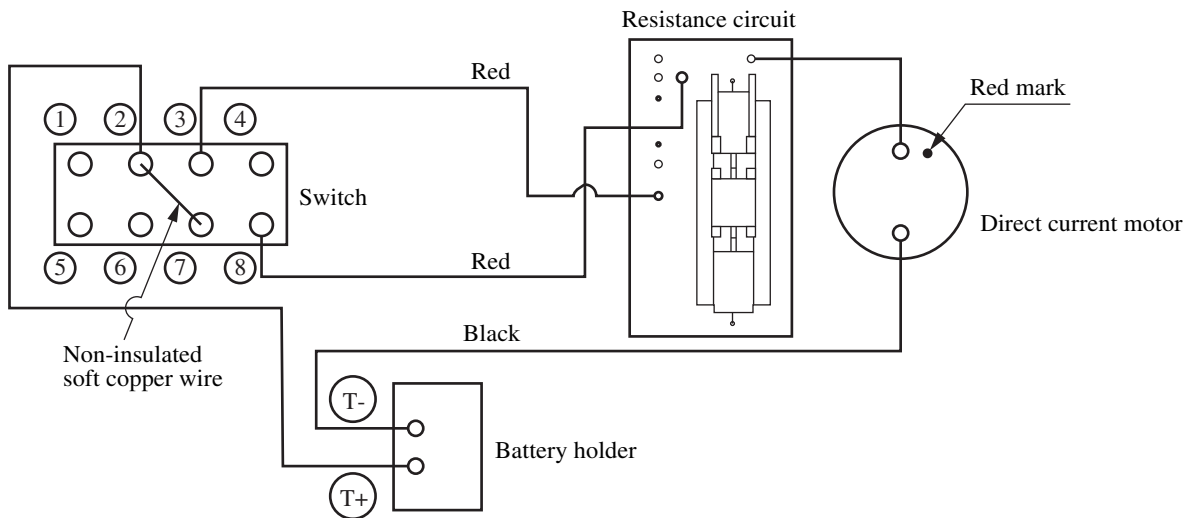 Resistance circuit
Red
Red mark
1 2 3 4
Switch
Direct current motor
5 6 7 8
Red
Black
Non-insulated
soft copper wire
T-
Battery holder
T+